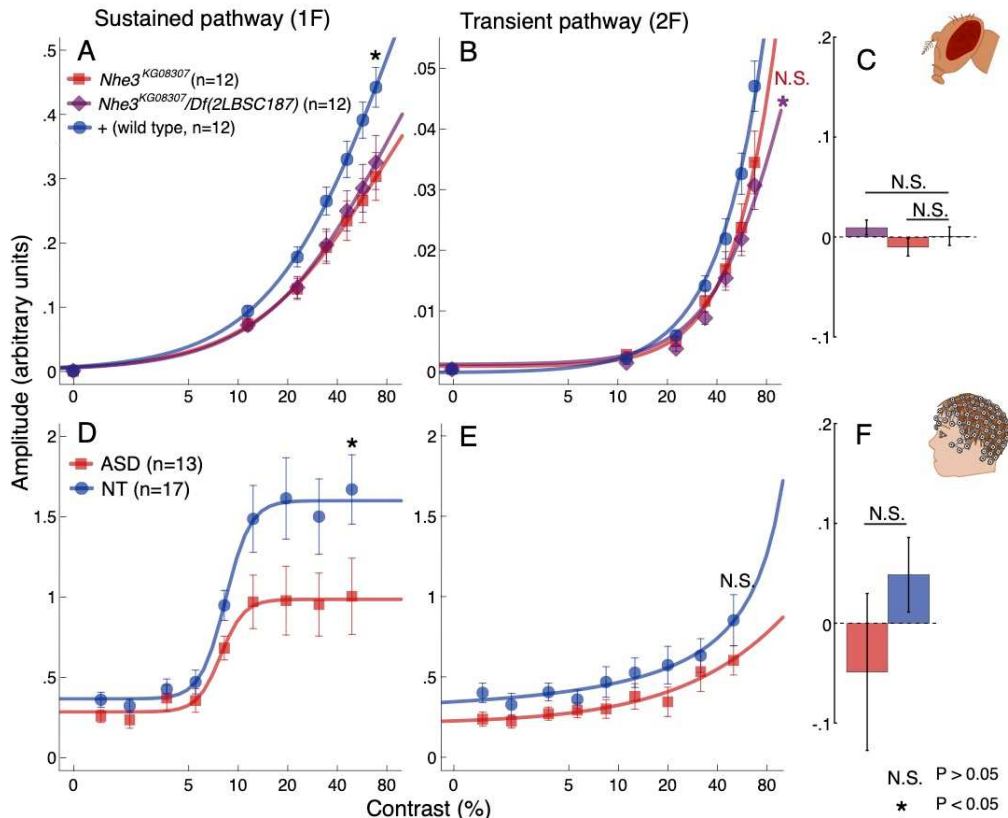 Sustained pathway (1F)
Transient pathway (2F)
Amplitude (arbitrary units)
A
.5
.4
.3
.2
.1
0
*
Nhe3^KG08307 (n=12)
Nhe3^KG08307/Df(2LBSC187) (n=12)
+ (wild type, n=12)
0 5 10 20 40 80
B
.05
.04
.03
.02
.01
0
N.S.
*
0 5 10 20 40 80
C
.2
.1
0
-.1
N.S.
N.S.
D
2
1.5
1
.5
0
*
ASD (n=13)
NT (n=17)
0 5 10 20 40 80
E
2
1.5
1
.5
0
N.S.
0 5 10 20 40 80
Contrast (%)
F
.2
.1
0
-.1
N.S.
N.S. P > 0.05
* P < 0.05